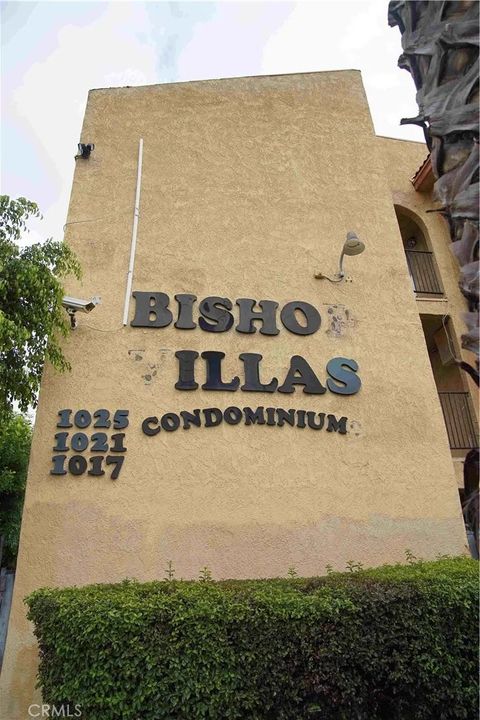 BISHO
ILLAS
CONDOMINIUM
1025
1021
1017
CRMLS